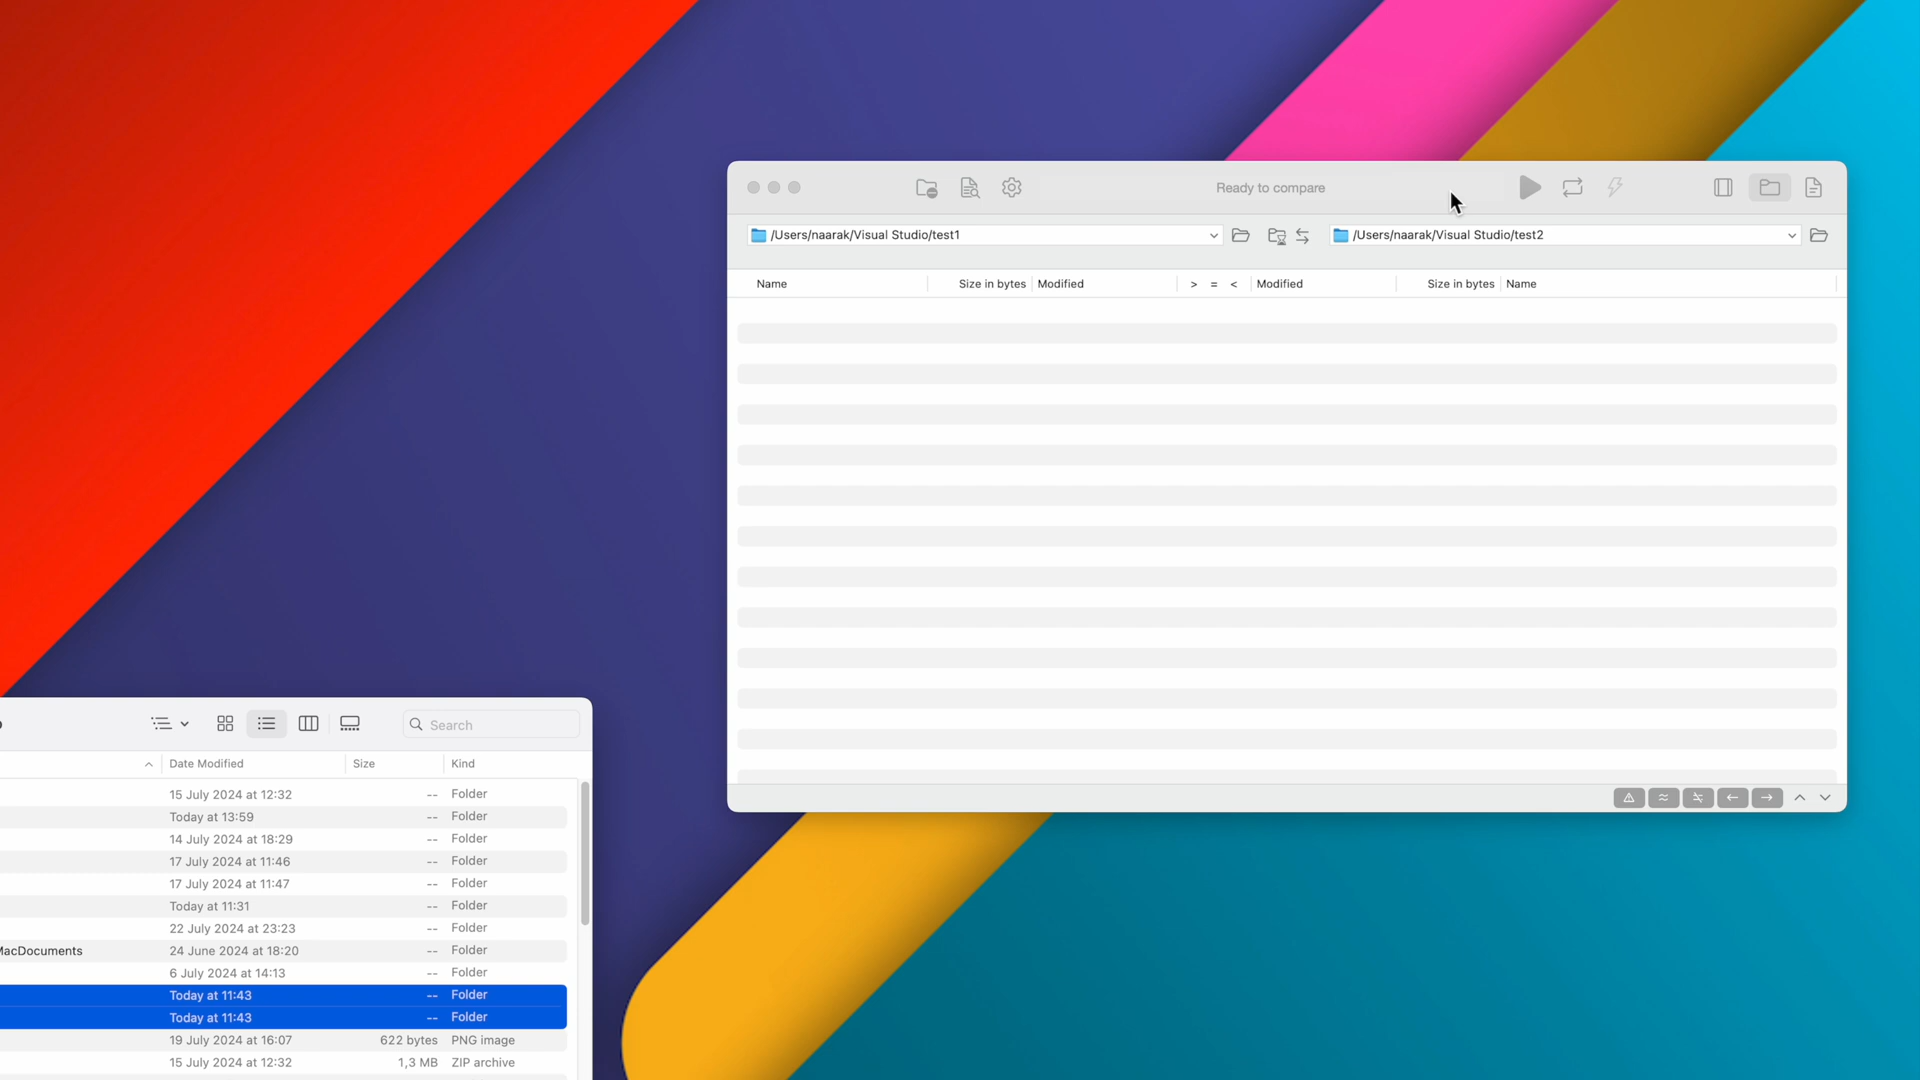 Ready to compare
/Users/naarak/Visual Studio/test1
/Users/naarak/Visual Studio/test2
Name Size in bytes Modified > = < Modified Size in bytes Name
Search
Date Modified Size Kind
15 July 2024 at 12:32 -- Folder
Today at 13:59 -- Folder
14 July 2024 at 18:29 -- Folder
17 July 2024 at 11:46 -- Folder
17 July 2024 at 11:47 -- Folder
Today at 11:31 -- Folder
22 July 2024 at 23:23 -- Folder
MacDocuments 24 June 2024 at 18:20 -- Folder
6 July 2024 at 14:13 -- Folder
Today at 11:43 -- Folder
Today at 11:43 -- Folder
19 July 2024 at 16:07 622 bytes PNG image
15 July 2024 at 12:32 1,3 MB ZIP archive